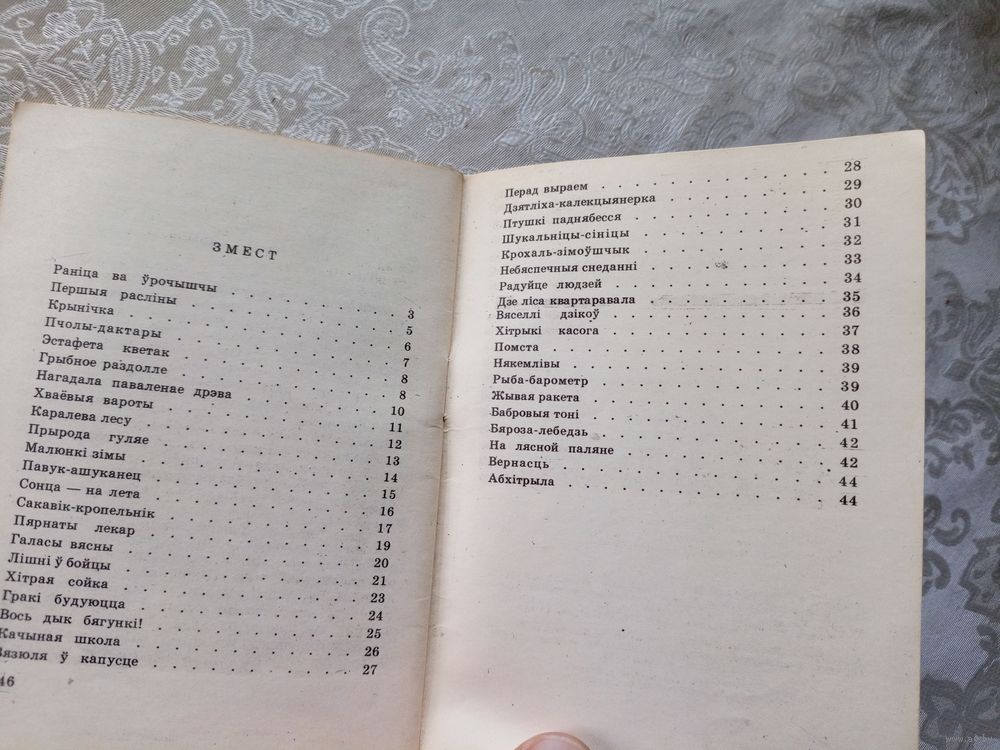 ЗМЕСТ
Раніца ва ўрочышчы . . . . . . . 3
Першыя расліны . . . . . . . . 5
Крынічка . . . . . . . . . . 6
Пчолы-дактары . . . . . . . . 7
Эстафета кветак . . . . . . . . 8
Грыбное раздолле . . . . . . . . 8
Нагадала паваленае дрэва . . . . . . 10
Хваёвыя вароты . . . . . . . . 11
Каралева лесу . . . . . . . . . 12
Прырода гуляе . . . . . . . . 13
Малюнкі зімы . . . . . . . . . 14
Павук-ашуканец . . . . . . . . 15
Сонца — на лета . . . . . . . . 16
Сакавік-кропельнік . . . . . . . . 17
Пярнаты лекар . . . . . . . . 19
Галасы вясны . . . . . . . . . 20
Лішні ў бойцы . . . . . . . . . 21
Хітрая сойка . . . . . . . . . 23
Гракі будуюцца . . . . . . . . 24
Вось дык бягункі! . . . . . . . . 25
Качыная школа . . . . . . . . 26
Зязюля ў капусце . . . . . . . . 27
46
Перад выраем . . . . . . . . . 28
Дзятліха-калекцыянерка . . . . . . . 29
Птушкі паднябесся . . . . . . . . 30
Шукальніцы-сініцы . . . . . . . . 31
Крохаль-зімоўшчык . . . . . . . . 32
Небяспечныя снеданні . . . . . . . 33
Радуйце людзей . . . . . . . . 34
Дзе ліса квартаравала . . . . . . . 35
Вяселлі дзікоў . . . . . . . . . 36
Хітрыкі касога . . . . . . . . . 37
Помста . . . . . . . . . . . 38
Някемлівы . . . . . . . . . . 39
Рыба-барометр . . . . . . . . . 39
Жывая ракета . . . . . . . . . 40
Бабровыя тоні . . . . . . . . . 41
Бяроза-лебедзь . . . . . . . . . 42
На лясной паляне . . . . . . . . 42
Вернасць . . . . . . . . . . 44
Абхітрыла . . . . . . . . . . 44